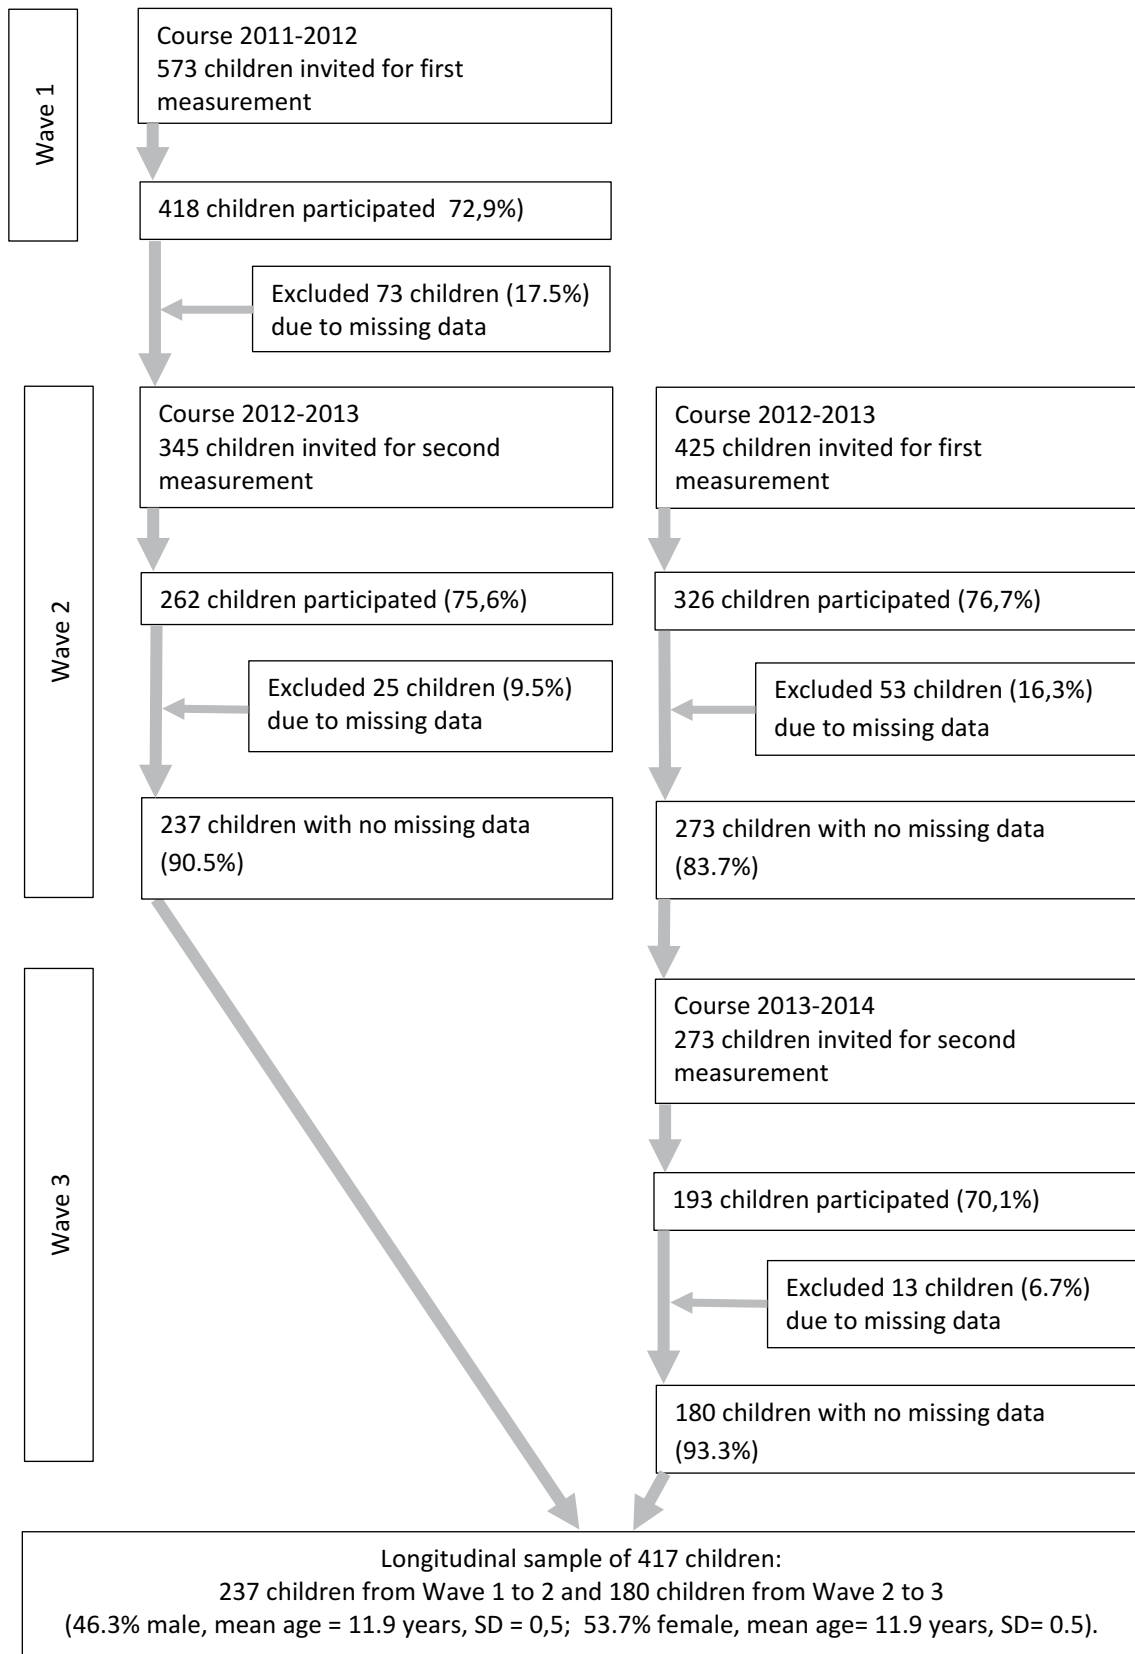 Wave 1
Course 2011-2012
573 children invited for first
measurement
418 children participated  72,9%)
Excluded 73 children (17.5%)
due to missing data
Wave 2
Course 2012-2013
345 children invited for second
measurement
262 children participated (75,6%)
Excluded 25 children (9.5%)
due to missing data
237 children with no missing data
(90.5%)
Course 2012-2013
425 children invited for first
measurement
326 children participated (76,7%)
Excluded 53 children (16,3%)
due to missing data
273 children with no missing data
(83.7%)
Wave 3
Course 2013-2014
273 children invited for second
measurement
193 children participated (70,1%)
Excluded 13 children (6.7%)
due to missing data
180 children with no missing data
(93.3%)
Longitudinal sample of 417 children:
237 children from Wave 1 to 2 and 180 children from Wave 2 to 3
(46.3% male, mean age = 11.9 years, SD = 0,5;  53.7% female, mean age= 11.9 years, SD= 0.5).